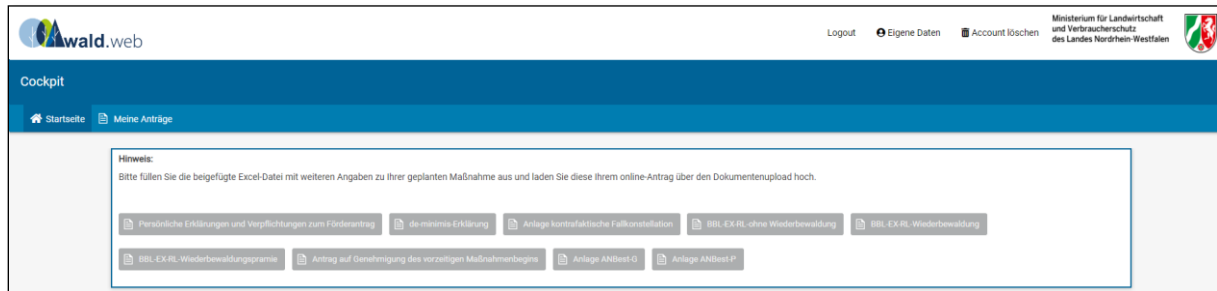 wald.web
Logout
Eigene Daten
Account löschen
Ministerium für Landwirtschaft
und Verbraucherschutz
des Landes Nordrhein-Westfalen
Cockpit
Startseite
Meine Anträge
Hinweis:
Bitte füllen Sie die beigefügte Excel-Datei mit weiteren Angaben zu Ihrer geplanten Maßnahme aus und laden Sie diese Ihrem online-Antrag über den Dokumentenupload hoch.
Persönliche Erklärungen und Verpflichtungen zum Förderantrag
de-minimis-Erklärung
Anlage kontrafaktische Fallkonstellation
BBL-EX-RL-ohne Wiederbewaldung
BBL-EX-RL-Wiederbewaldung
BBL-EX-RL-Wiederbewaldungspramie
Antrag auf Genehmigung des vorzeitigen Maßnahmenbegins
Anlage ANBest-G
Anlage ANBest-P